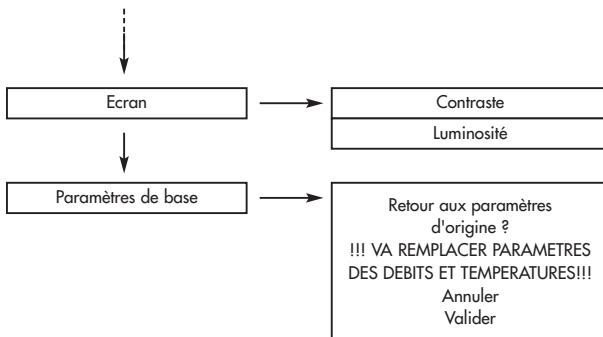 Ecran
Contraste
Luminosité
Paramètres de base
Retour aux paramètres
d'origine ?
!!! VA REMPLACER PARAMETRES
DES DEBITS ET TEMPERATURES!!!
Annuler
Valider